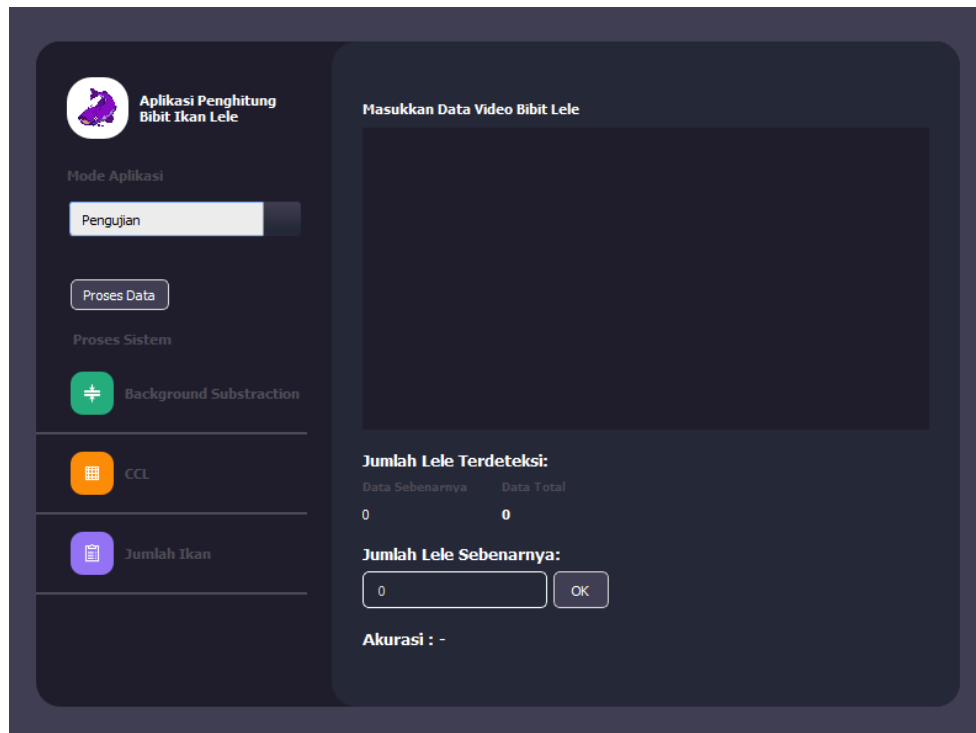 Aplikasi Penghitung
Bibit Ikan Lele
Mode Aplikasi
Pengujian
Proses Data
Proses Sistem
Background Substraction
CCL
Jumlah Ikan
Masukkan Data Video Bibit Lele
Jumlah Lele Terdeteksi:
Data Sebenarnya Data Total
0 0
Jumlah Lele Sebenarnya:
0 OK
Akurasi : -